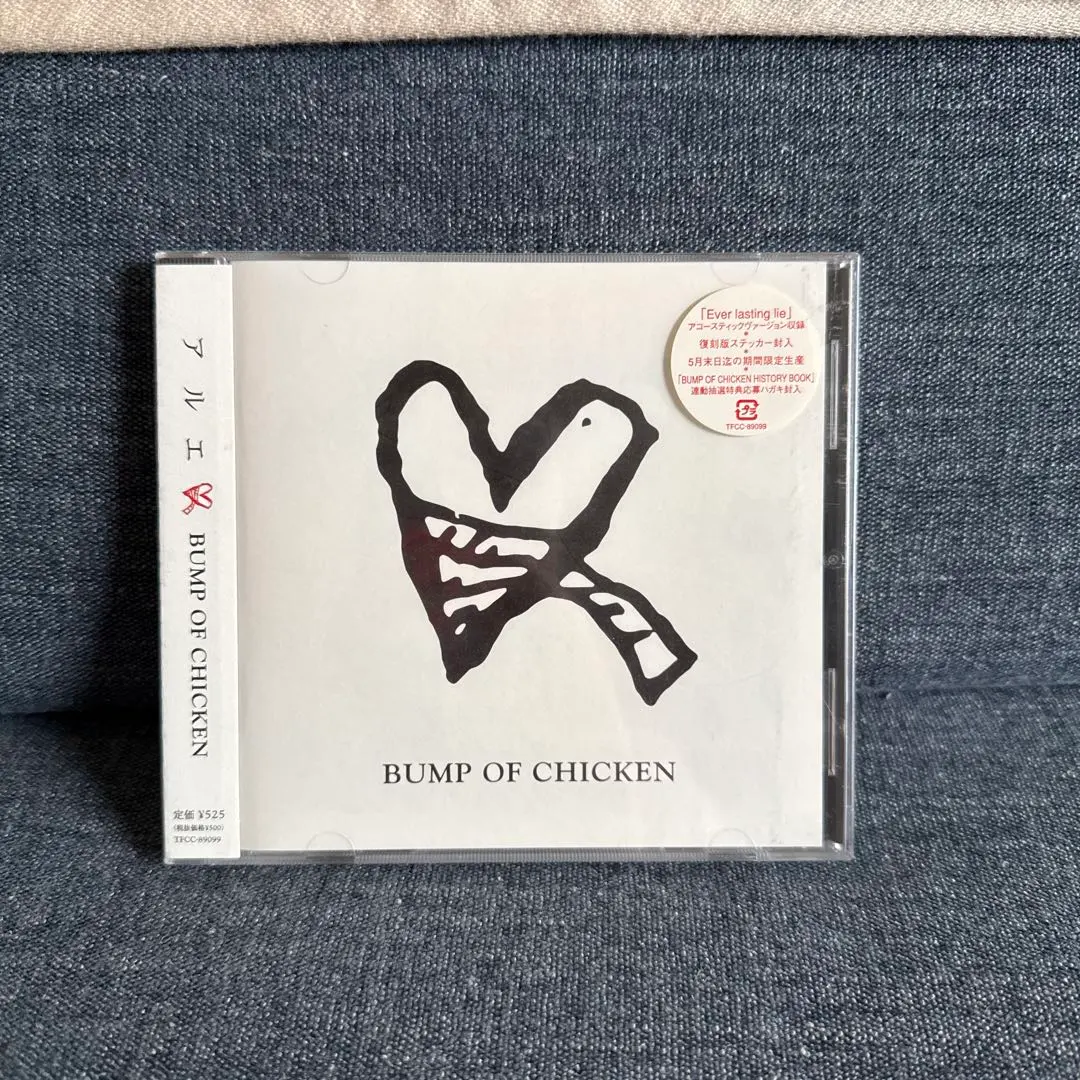 アルエ
BUMP OF CHICKEN
定価 ¥525
(税抜価格¥500)
TFCC-89099
「Ever lasting lie」
アコースティックヴァージョン収録
*
復刻版ステッカー封入
*
5月末日迄の期間限定生産
*
「BUMP OF CHICKEN HISTORY BOOK」
連動抽選特典応募ハガキ封入
プラ
TFCC-89099
BUMP OF CHICKEN